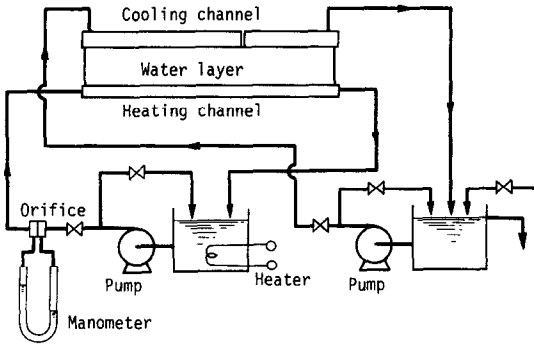 Cooling channel
Water layer
Heating channel
Orifice
Pump
Heater
Pump
Manometer